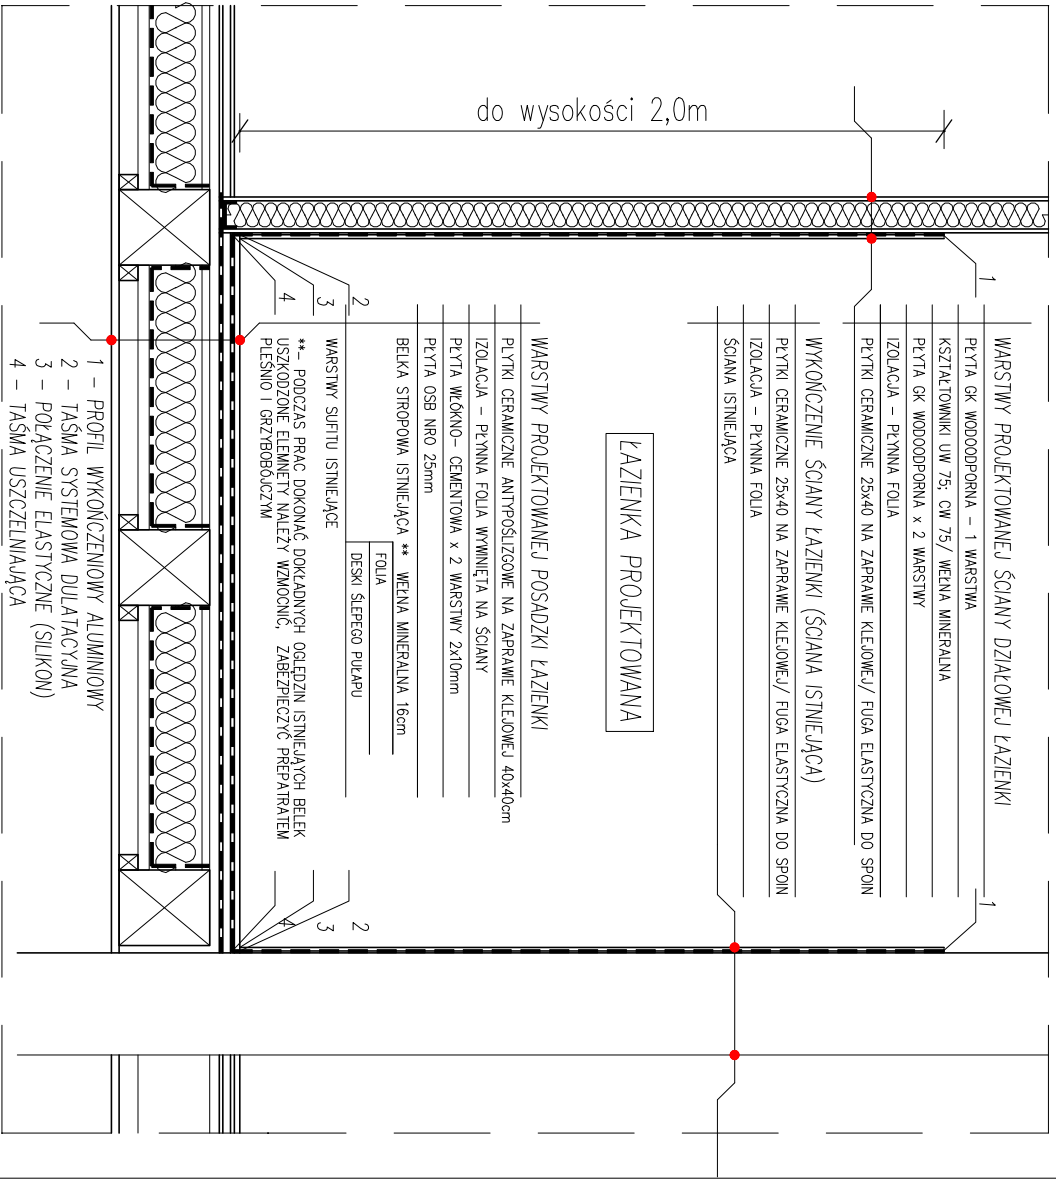 do wysokości 2,0m
WARSTWY PROJEKTOWANEJ ŚCIANY DZIAŁOWEJ ŁAZIENKI
PŁYTA GK WODOODPORNA - 1 WARSTWA
KSZTAŁTOWNIKI UW 75; CW 75/ WEŁNA MINERALNA
PŁYTA GK WODOODPORNA x 2 WARSTWY
IZOLACJA - PŁYNNA FOLIA
PŁYTKI CERAMICZNE 25x40 NA ZAPRAWIE KLEJOWEJ/ FUGA ELASTYCZNA DO SPOIN
WYKOŃCZENIE ŚCIANY ŁAZIENKI (ŚCIANA ISTNIEJĄCA)
PŁYTKI CERAMICZNE 25x40 NA ZAPRAWIE KLEJOWEJ/ FUGA ELASTYCZNA DO SPOIN
IZOLACJA - PŁYNNA FOLIA
ŚCIANA ISTNIEJĄCA
ŁAZIENKA PROJEKTOWANA
WARSTWY PROJEKTOWANEJ POSADZKI ŁAZIENKI
PŁYTKI CERAMICZNE ANTYPOŚLIZGOWE NA ZAPRAWIE KLEJOWEJ 40x40cm
IZOLACJA - PŁYNNA FOLIA WYWINIĘTA NA ŚCIANY
PŁYTA WŁÓKNO- CEMENTOWA x 2 WARSTWY 2x10mm
PŁYTA OSB NRO 25mm
BELKA STROPOWA ISTNIEJĄCA ** WEŁNA MINERALNA 16cm
FOLIA
DESKI ŚLEPEGO PUŁAPU
WARSTWY SUFITU ISTNIEJĄCE
**- PODCZAS PRAC DOKONAĆ DOKŁADNYCH OGLĘDZIN ISTNIEJĄYCH BELEK
USZKODZONE ELEMNETY NALEŻY WZMOCNIĆ, ZABEZPIECZYĆ PREPATRATEM
PLEŚNIO I GRZYBOBÓJCZYM
1
2
3
4
1
2
3
4
1 - PROFIL WYKOŃCZENIOWY ALUMINIOWY
2 - TAŚMA SYSTEMOWA DULATACYJNA
3 - POŁĄCZENIE ELASTYCZNE (SILIKON)
4 - TAŚMA USZCZELNIAJĄCA